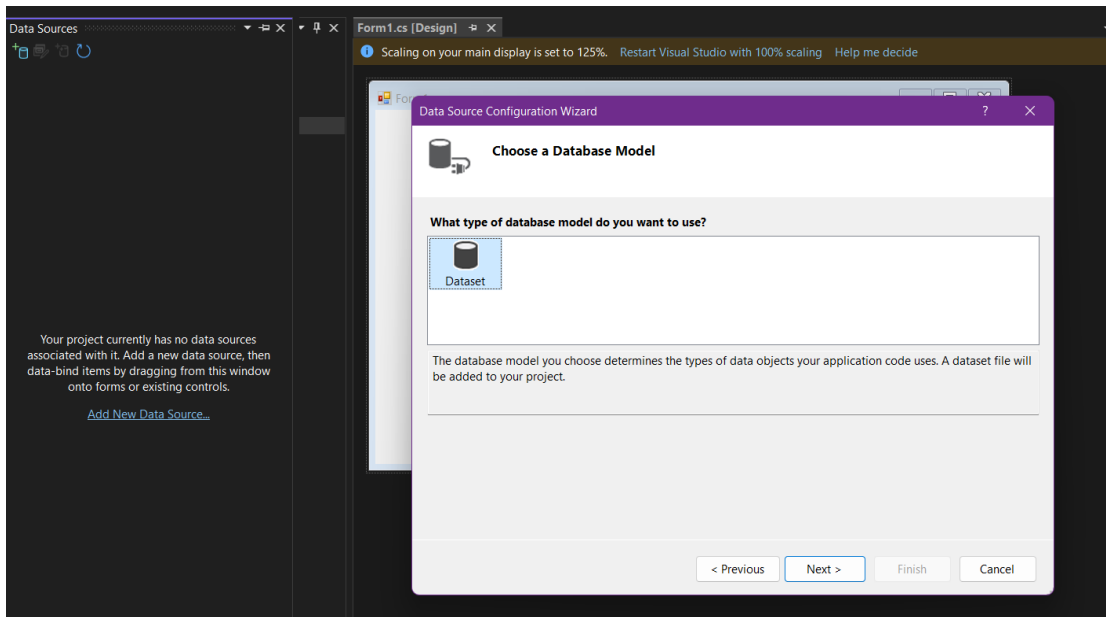 Data Sources
Form1.cs [Design]
Scaling on your main display is set to 125%. Restart Visual Studio with 100% scaling Help me decide
Data Source Configuration Wizard
?
Choose a Database Model
What type of database model do you want to use?
Dataset
The database model you choose determines the types of data objects your application code uses. A dataset file will
be added to your project.
Your project currently has no data sources
associated with it. Add a new data source, then
data-bind items by dragging from this window
onto forms or existing controls.
Add New Data Source...
< Previous
Next >
Finish
Cancel